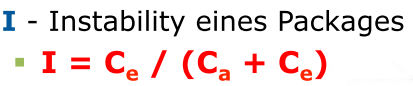 I - Instability eines Packages
▪ I = Cₑ / (Cₐ + Cₑ)